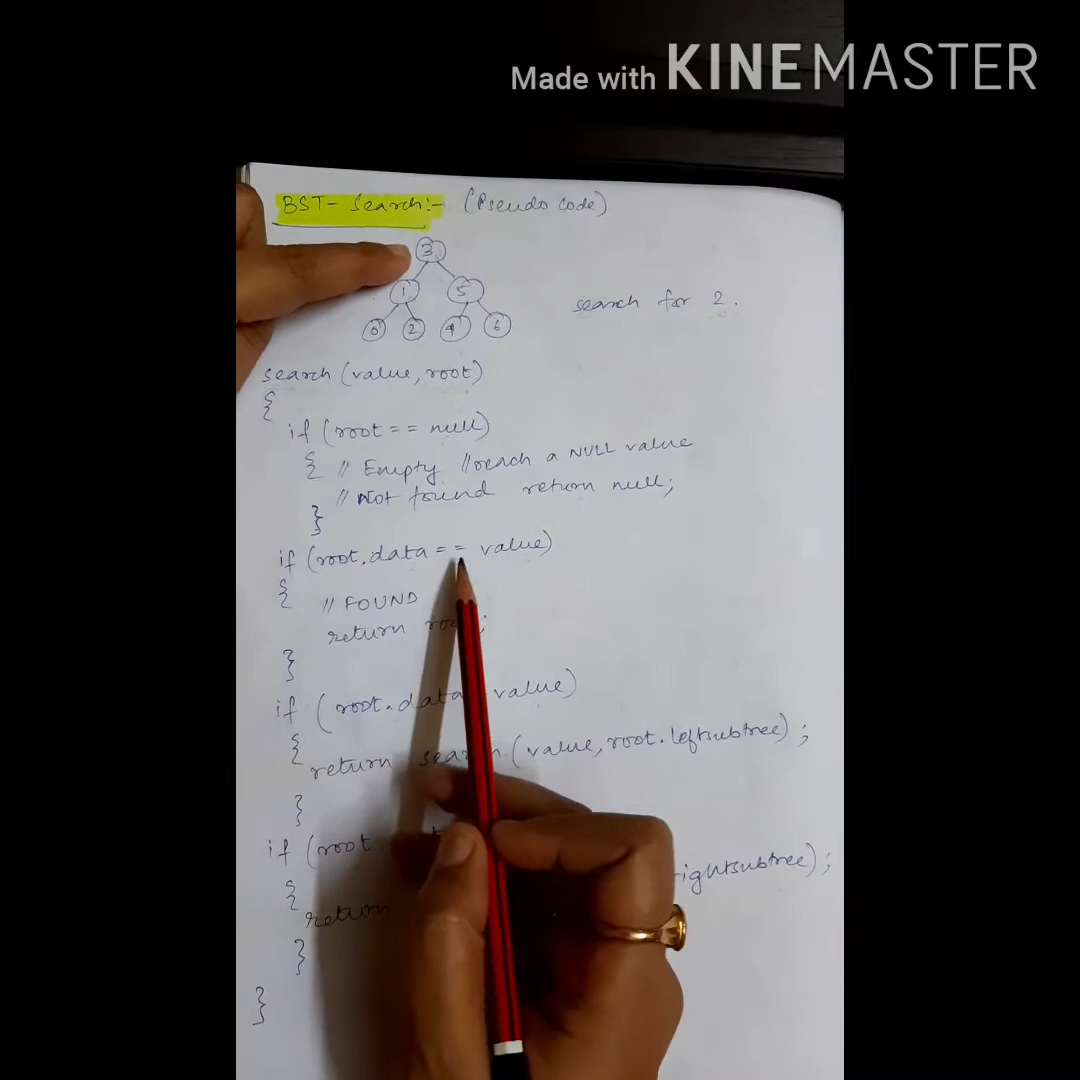 Made with KINEMASTER
BST- Search:- (Pseudo code)
3
1 5
0 2 4 6
search for 2.
search (value, root)
{
if (root == null)
{ // Empty //reach a NULL value
// Not found return null;
}
if (root.data == value)
{ // FOUND
return
}
if (root.data value)
{
return search (value, root.leftsubtree);
}
if (root.
{
return rightsubtree);
}
}